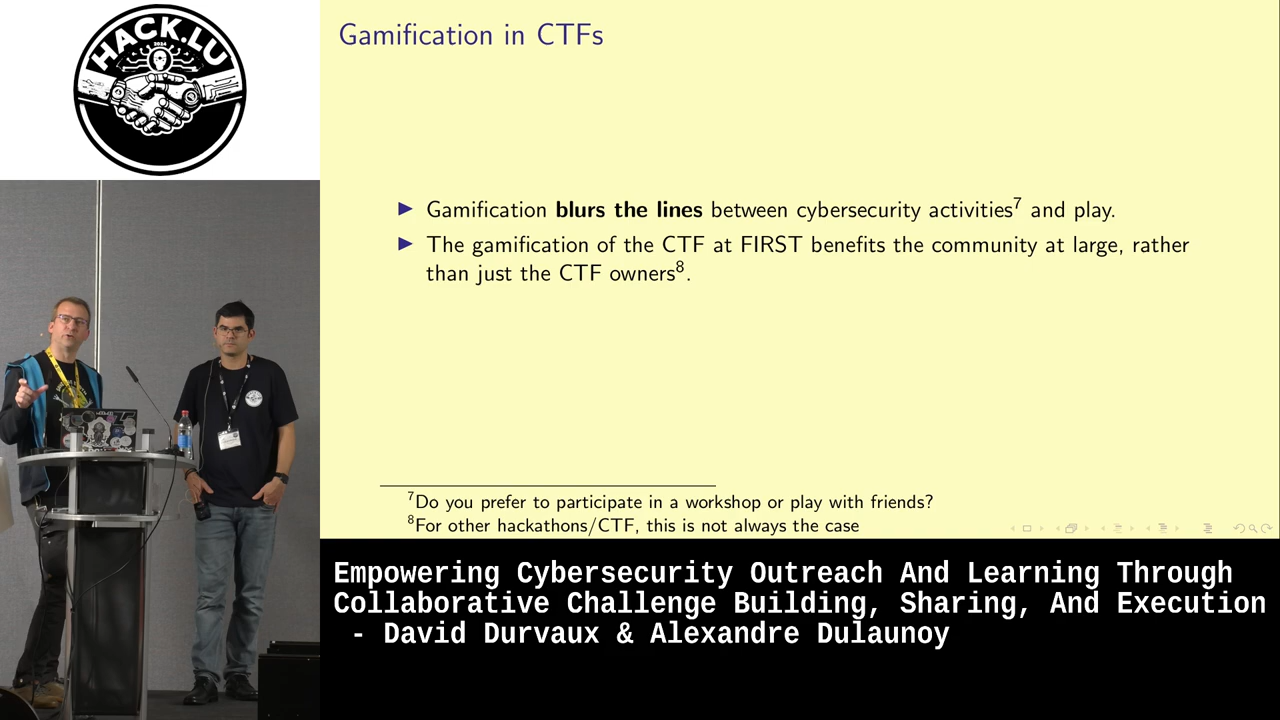 HACK.LU
2024
Gamification in CTFs
▶ Gamification blurs the lines between cybersecurity activities7 and play.
▶ The gamification of the CTF at FIRST benefits the community at large, rather
than just the CTF owners8.
7Do you prefer to participate in a workshop or play with friends?
8For other hackathons/CTF, this is not always the case
Empowering Cybersecurity Outreach And Learning Through
Collaborative Challenge Building, Sharing, And Execution
- David Durvaux & Alexandre Dulaunoy